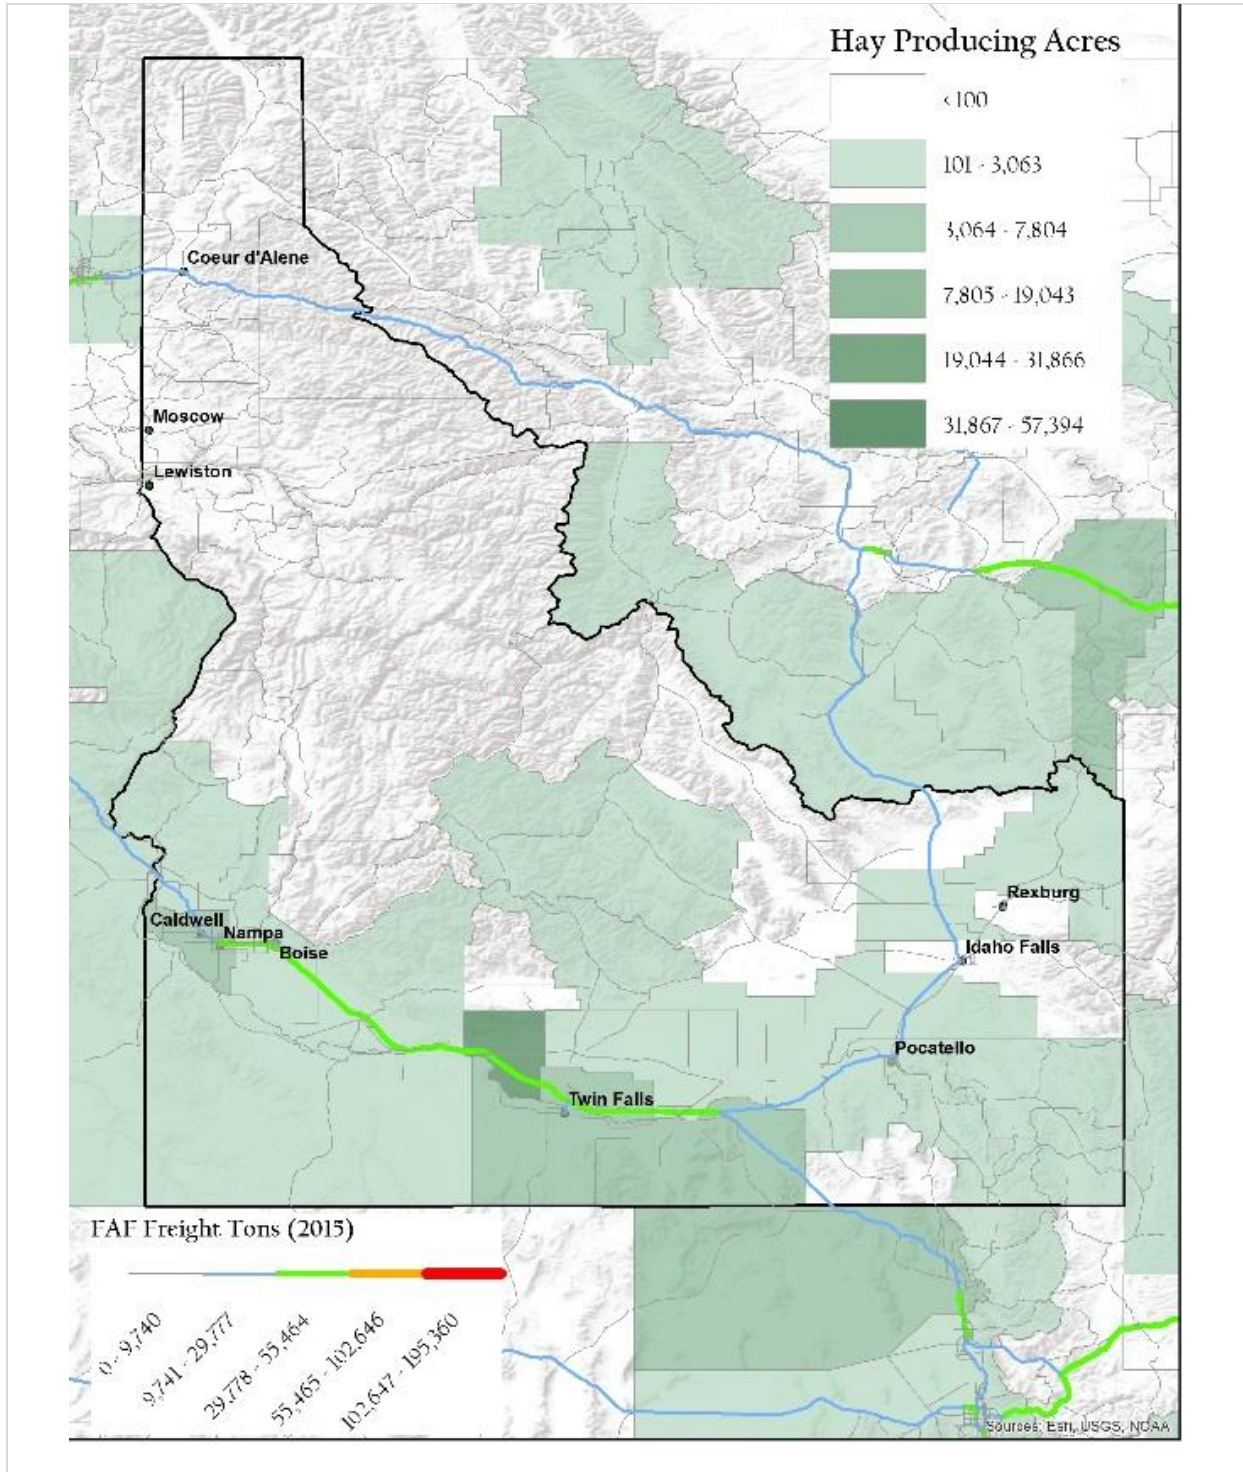 Hay Producing Acres
<100
101 - 3,063
3,064 - 7,804
7,805 - 19,043
19,044 - 31,866
31,867 - 57,394
Coeur d'Alene
Moscow
Lewiston
Rexburg
Caldwell
Nampa
Boise
Idaho Falls
Pocatello
Twin Falls
FAF Freight Tons (2015)
0 - 9,740
9,741 - 29,777
29,778 - 55,464
55,465 - 102,646
102,647 - 195,360
Sources: Esri, USGS, NOAA